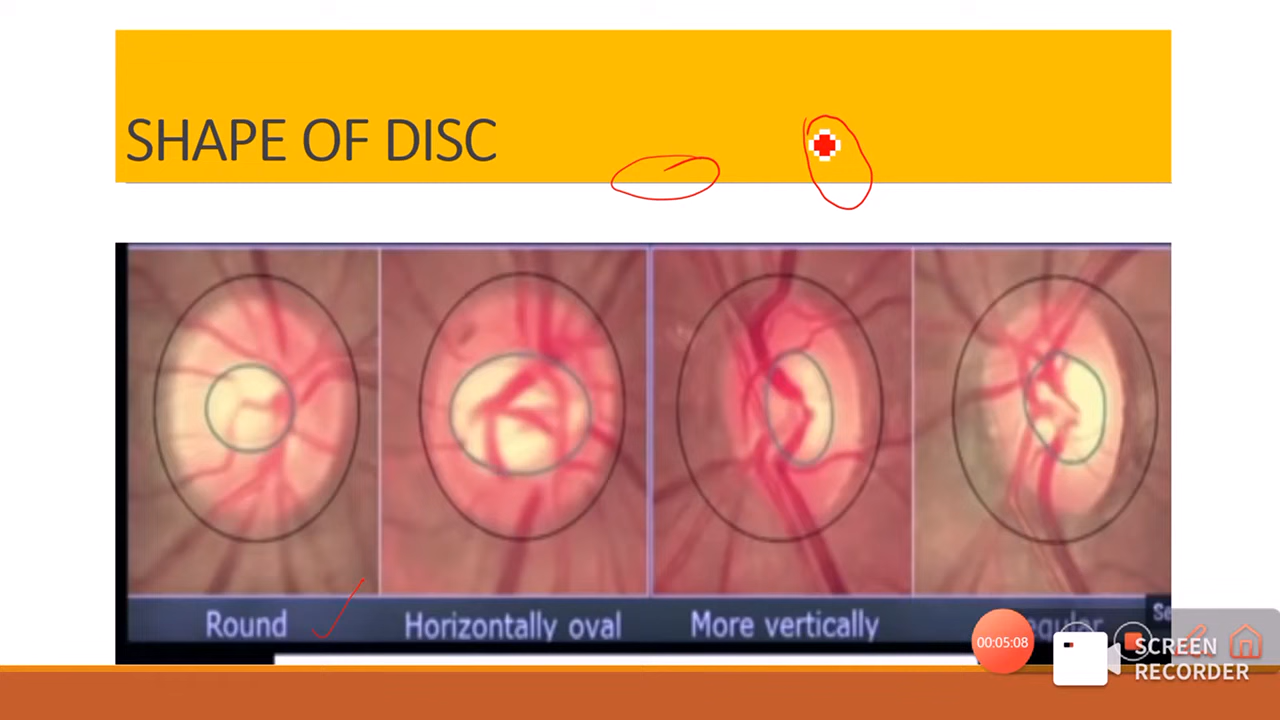 SHAPE OF DISC
Round
Horizontally oval
More vertically
00:05:08
SCREEN
RECORDER